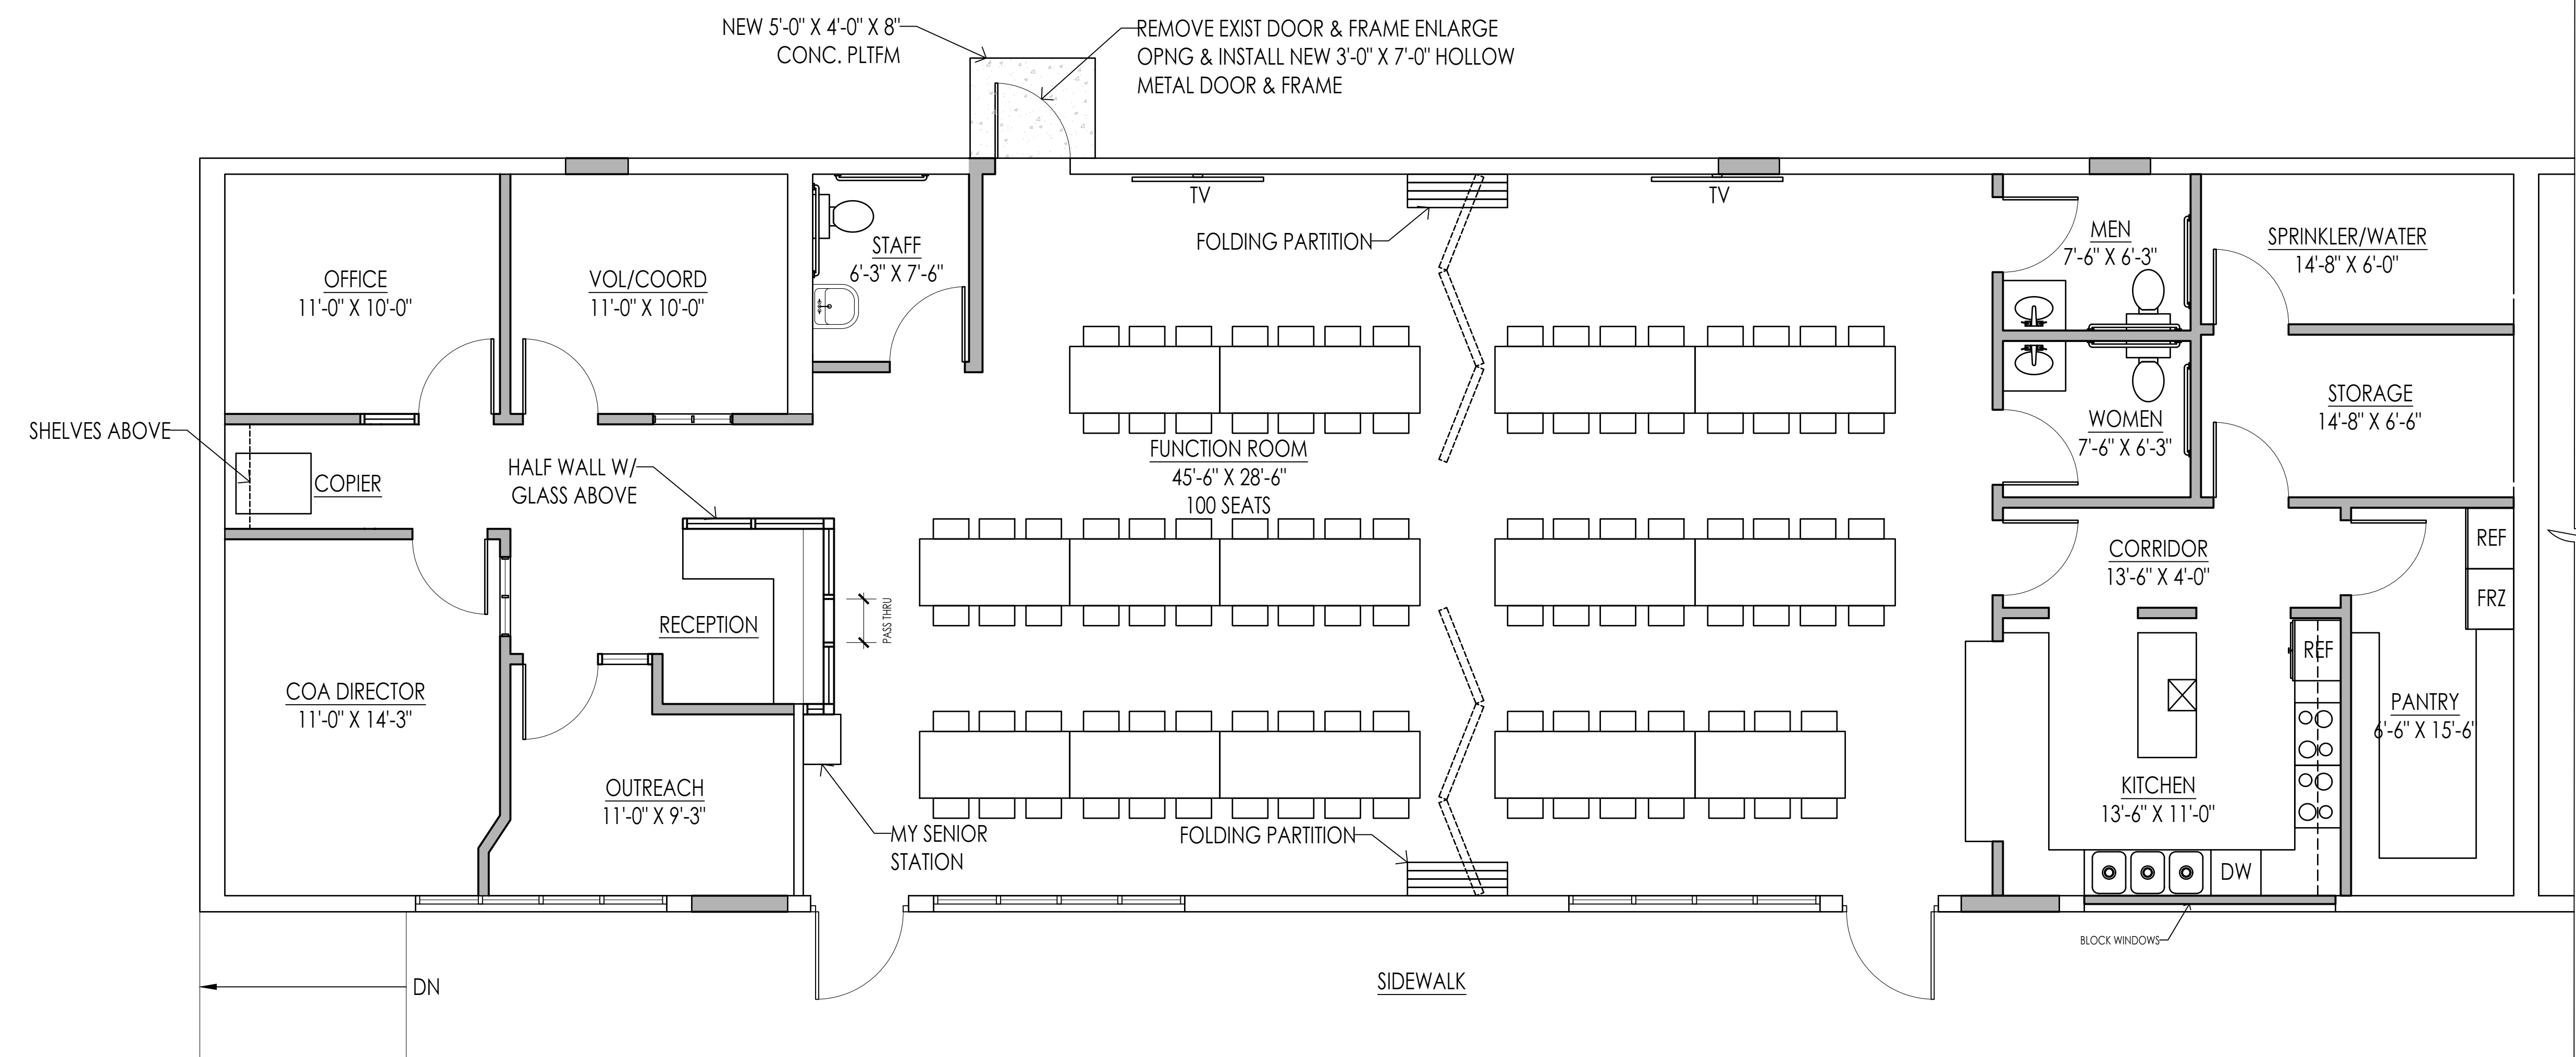 NEW 5'-0" X 4'-0" X 8"
CONC. PLTFM
REMOVE EXIST DOOR & FRAME ENLARGE
OPNG & INSTALL NEW 3'-0" X 7'-0" HOLLOW
METAL DOOR & FRAME
TV
TV
FOLDING PARTITION
OFFICE
11'-0" X 10'-0"
VOL/COORD
11'-0" X 10'-0"
STAFF
6'-3" X 7'-6"
MEN
7'-6" X 6'-3"
SPRINKLER/WATER
14'-8" X 6'-0"
SHELVES ABOVE
COPIER
HALF WALL W/
GLASS ABOVE
FUNCTION ROOM
45'-6" X 28'-6"
100 SEATS
WOMEN
7'-6" X 6'-3"
STORAGE
14'-8" X 6'-6"
CORRIDOR
13'-6" X 4'-0"
REF
FRZ
RECEPTION
PASS THRU
REF
COA DIRECTOR
11'-0" X 14'-3"
PANTRY
6'-6" X 15'-6"
OUTREACH
11'-0" X 9'-3"
KITCHEN
13'-6" X 11'-0"
MY SENIOR
STATION
FOLDING PARTITION
DW
BLOCK WINDOWS
DN
SIDEWALK